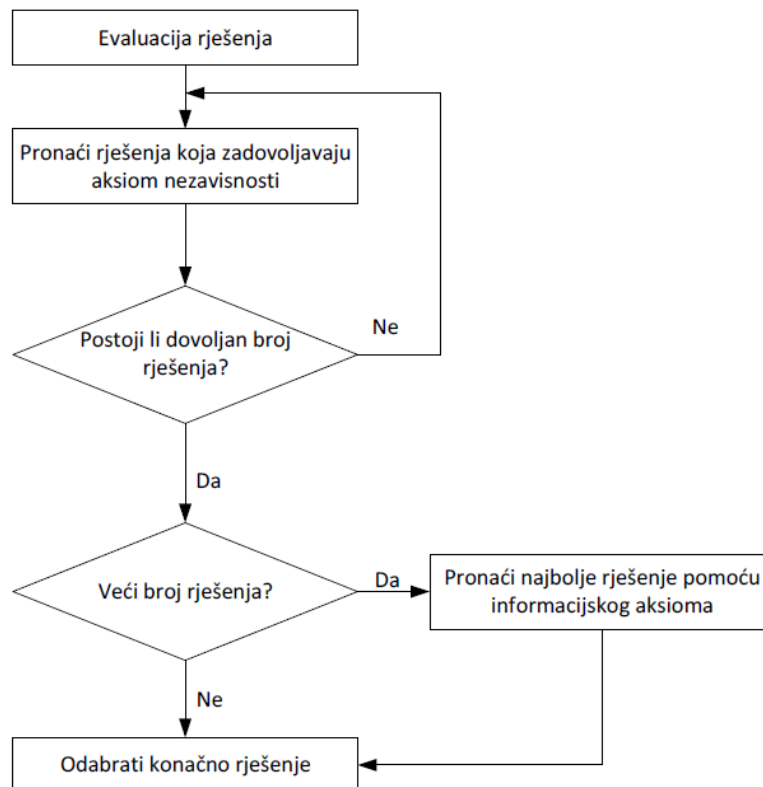 Evaluacija rješenja
Pronaći rješenja koja zadovoljavaju
aksiom nezavisnosti
Postoji li dovoljan broj
rješenja?
Ne
Da
Veći broj rješenja?
Da
Pronaći najbolje rješenje pomoću
informacijskog aksioma
Ne
Odabrati konačno rješenje